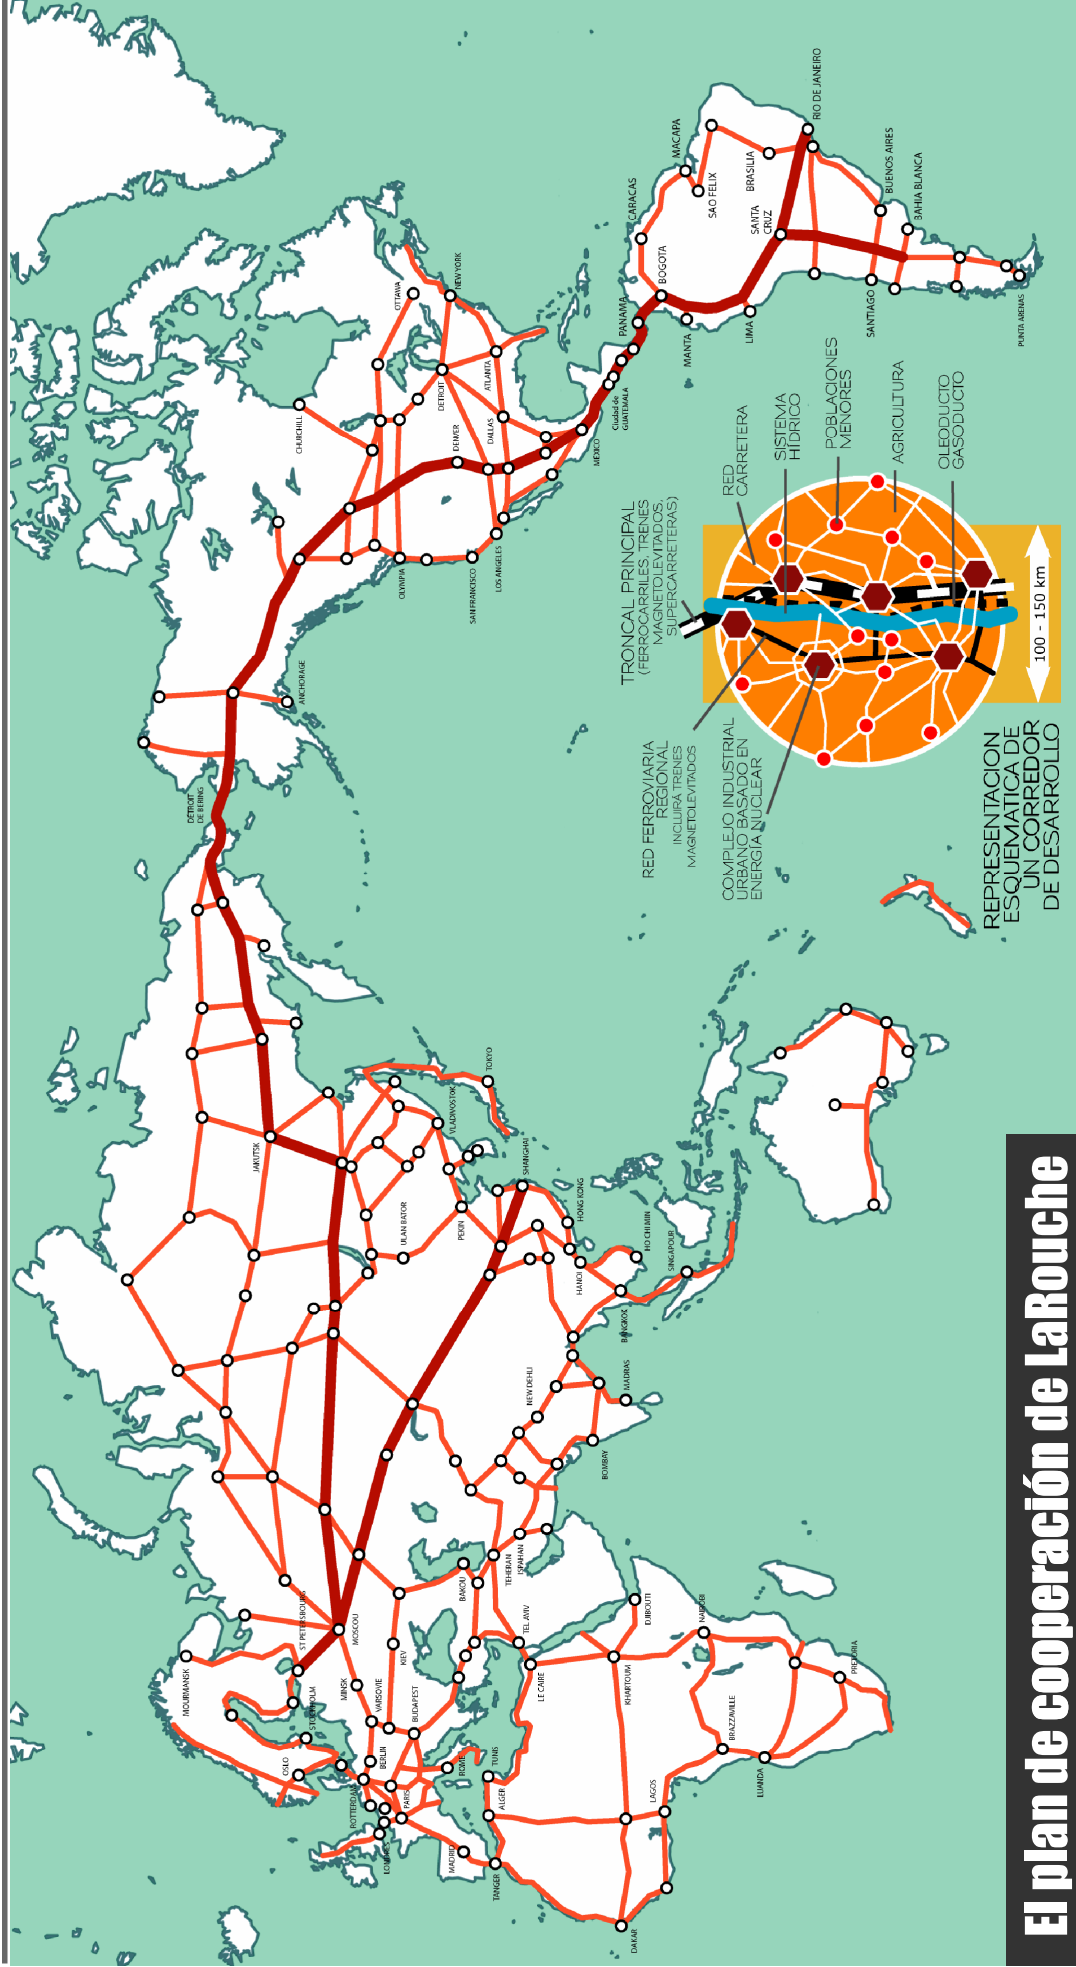 El plan de cooperación de LaRouche
DAKAR
TANGER
MADRID
LONDRES
ROTTERDAM
PARIS
ALGER
TUNIS
ROME
OSLO
STOCKHOLM
BERLIN
VARSOVIE
BUDAPEST
MOURMANSK
MINSK
ST PETERSBOURG
MOSCOU
KIEV
BAKOU
TEHERAN
ISPAHAN
TEL AVIV
LE CAIRE
KHARTOUM
DJIBOUTI
NAIROBI
LAGOS
BRAZZAVILLE
LUANDA
PRETORIA
BOMBAY
NEW DEHLI
MADRAS
BANGKOK
SINGAPOUR
HO CHI MIN
HANOI
HONG KONG
SHANGHAI
PEKIN
ULAN BATOR
JAKUTSK
VLADIVOSTOK
TOKYO
DETROIT
DE BERING
ANCHORAGE
OLYMPIA
SAN FRANCISCO
LOS ANGELES
CHURCHILL
DENVER
DALLAS
DETROIT
ATLANTA
OTTAWA
NEW YORK
MEXICO
Ciudad de
GUATEMALA
PANAMA
BOGOTA
CARACAS
MANTA
LIMA
MACAPA
SAO FELIX
BRASILIA
SANTA
CRUZ
RIO DE JANEIRO
SANTIAGO
BUENOS AIRES
BAHIA BLANCA
PUNTA ARENAS
RED FERROVIARIA
REGIONAL
INCLUIRÁ TRENES
MAGNETOLEVITADOS
COMPLEJO INDUSTRIAL
URBANO BASADO EN
ENERGÍA NUCLEAR
TRONCAL PRINCIPAL
(FERROCARRILES, TRENES
MAGNETOLEVITADOS,
SUPERCARRETERAS)
RED
CARRETERA
SISTEMA
HÍDRICO
POBLACIONES
MENORES
AGRICULTURA
OLEODUCTO
GASODUCTO
100 - 150 km
REPRESENTACION
ESQUEMATICA DE
UN CORREDOR
DE DESARROLLO